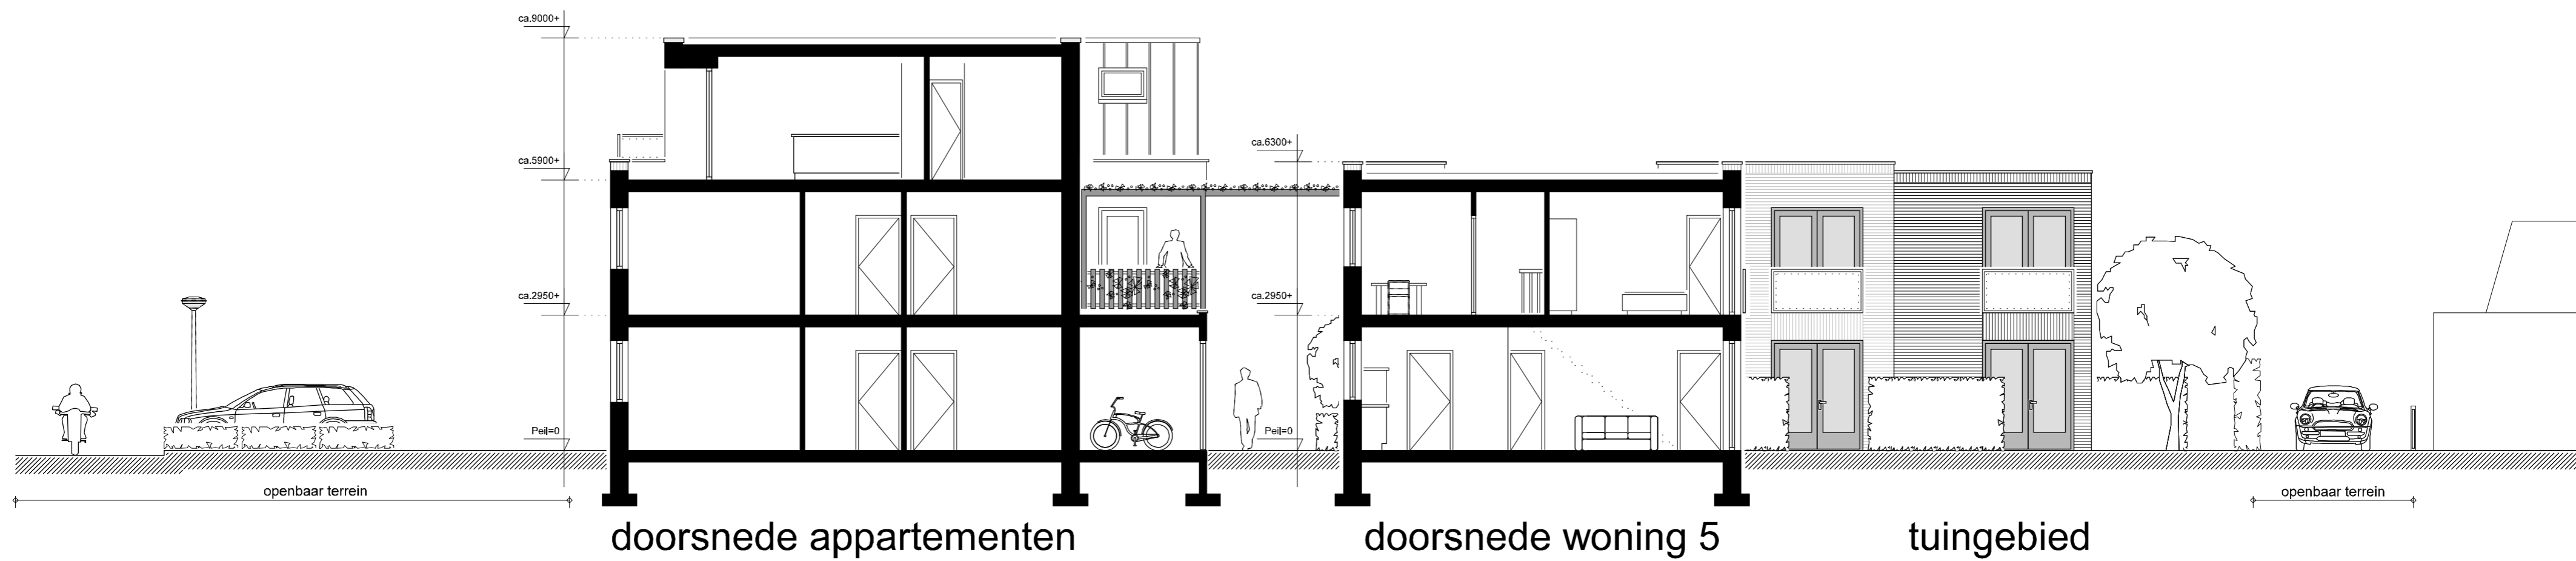 ca.9000+
ca.5900+
ca.2950+
Peil=0
ca.6300+
ca.2950+
Peil=0
openbaar terrein
openbaar terrein
doorsnede appartementen
doorsnede woning 5
tuingebied